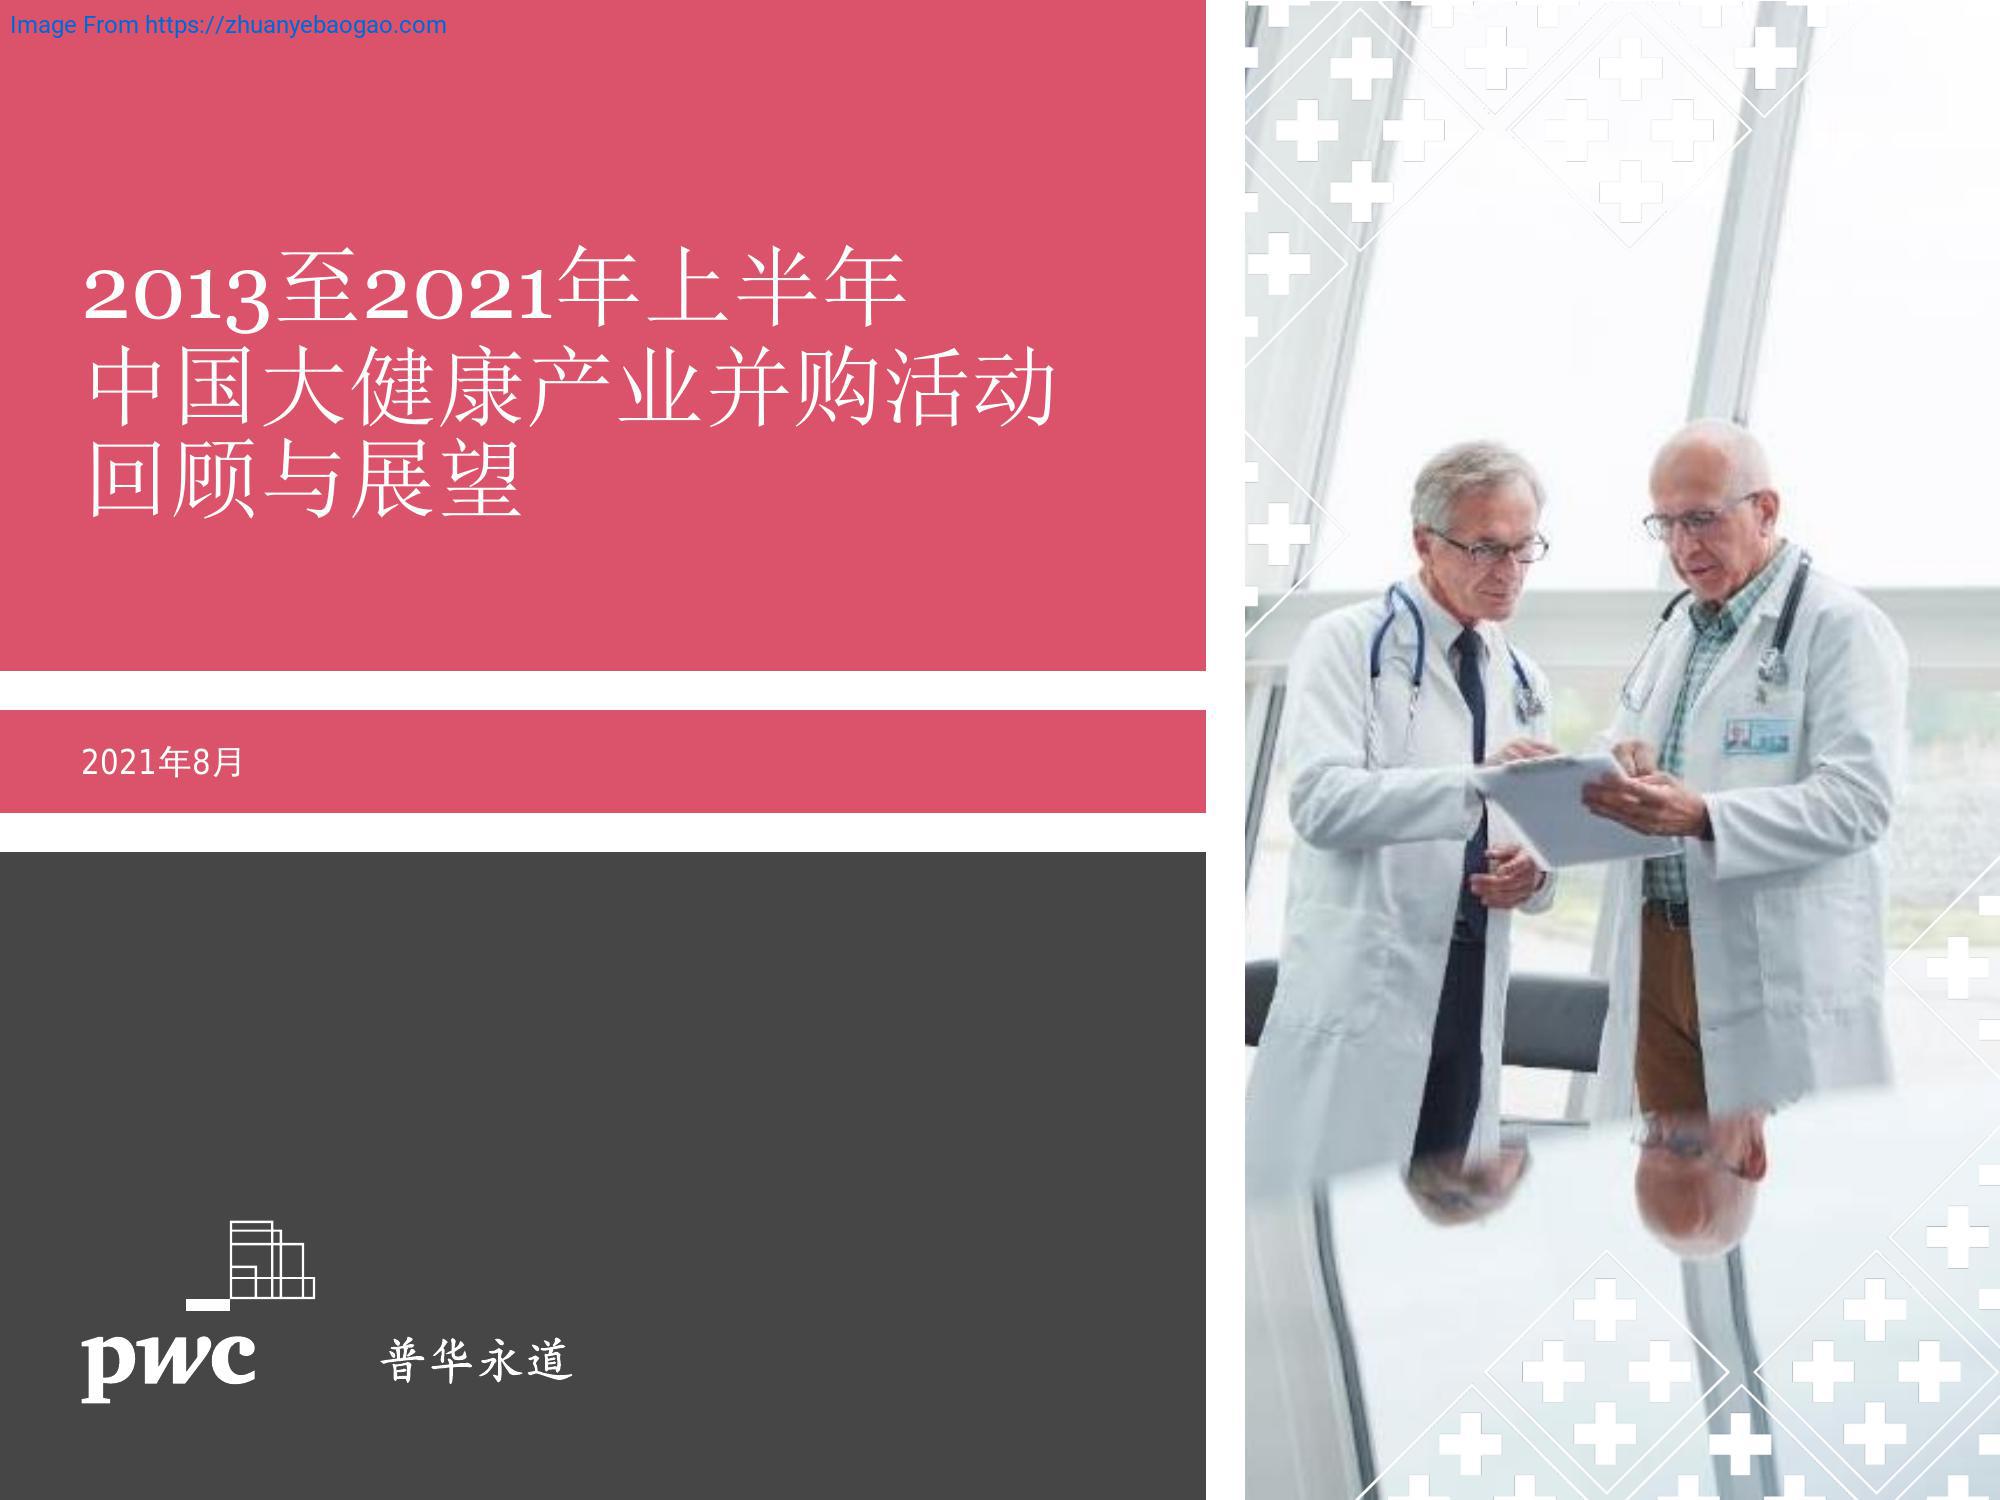 Image From https://zhuanyebaogao.com
2013至2021年上半年
中国大健康产业并购活动
回顾与展望
2021年8月
pwc
普华永道